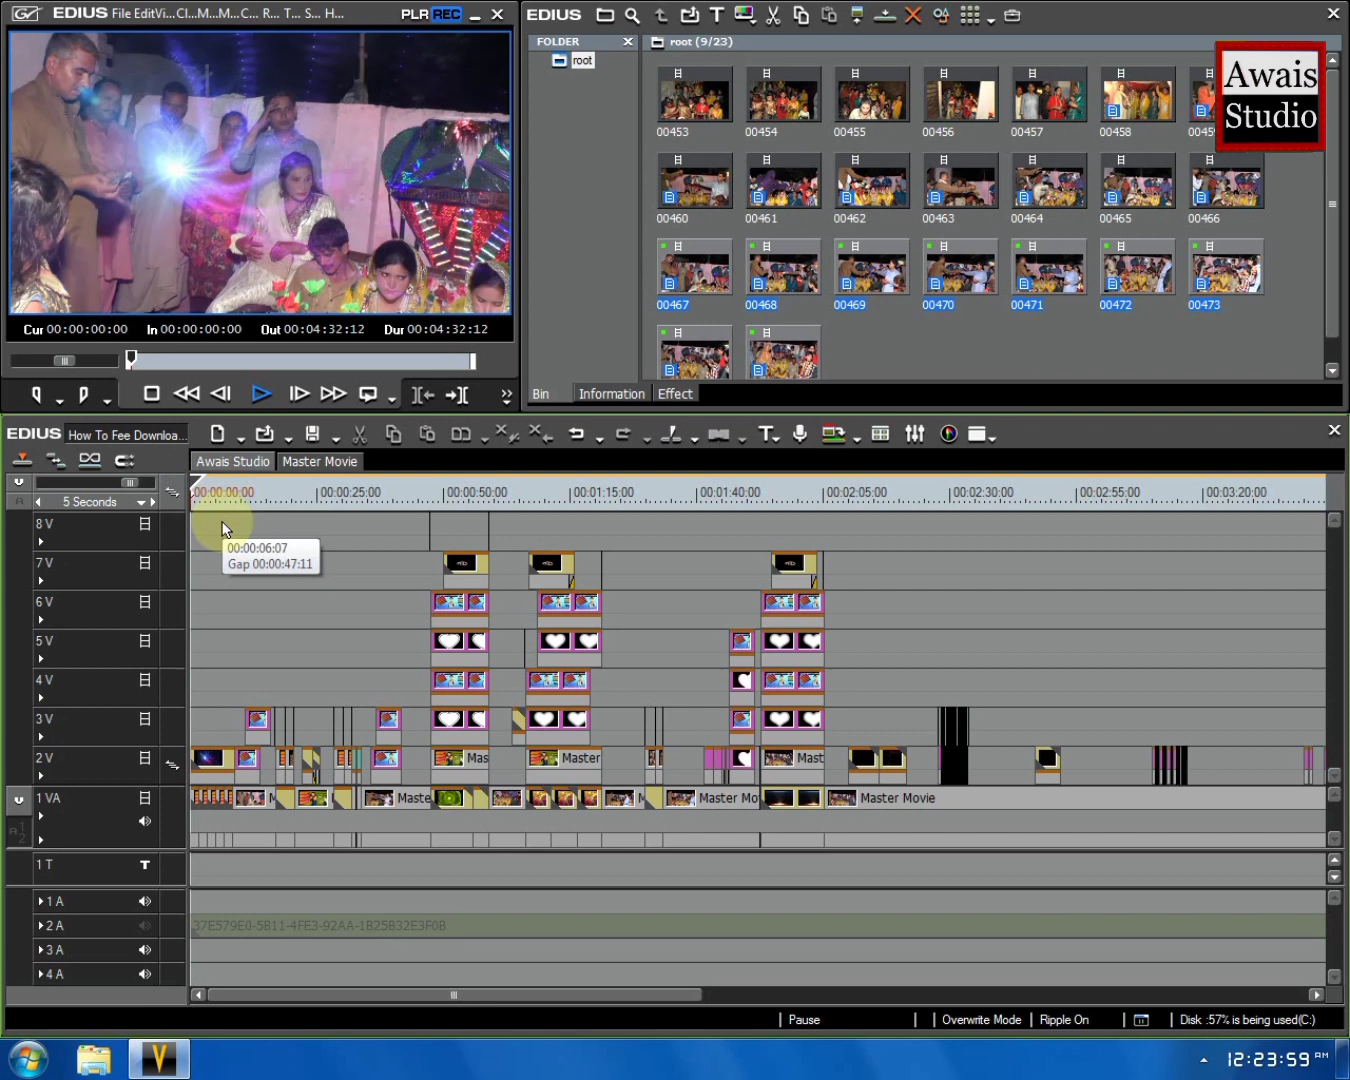 EDIUS File EditVi...Cl...M...M...C... R... T... S... H...
PLR REC
Cur 00:00:00:00 In 00:00:00:00 Out 00:04:32:12 Dur 00:04:32:12
EDIUS
FOLDER
root
root (9/23)
Awais
Studio
00453 00454 00455 00456 00457 00458
00460 00461 00462 00463 00464 00465 00466
00467 00468 00469 00470 00471 00472 00473
Bin Information Effect
EDIUS How To Fee Downloa...
Awais Studio Master Movie
5 Seconds
00:00:00:00 00:00:25:00 00:00:50:00 00:01:15:00 00:01:40:00 00:02:05:00 00:02:30:00 00:02:55:00 00:03:20:00
8 V
00:00:06:07
Gap 00:00:47:11
7 V
6 V
5 V
4 V
3 V
2 V Mas Master Mast
1 VA M Maste M Master Mo Master Movie
1 T T
1 A
2 A 37E579E0-5B11-4FE3-92AA-1B25B32E3F0B
3 A
4 A
Pause Overwrite Mode Ripple On Disk :57% is being used(C:)
12:23:59 AM